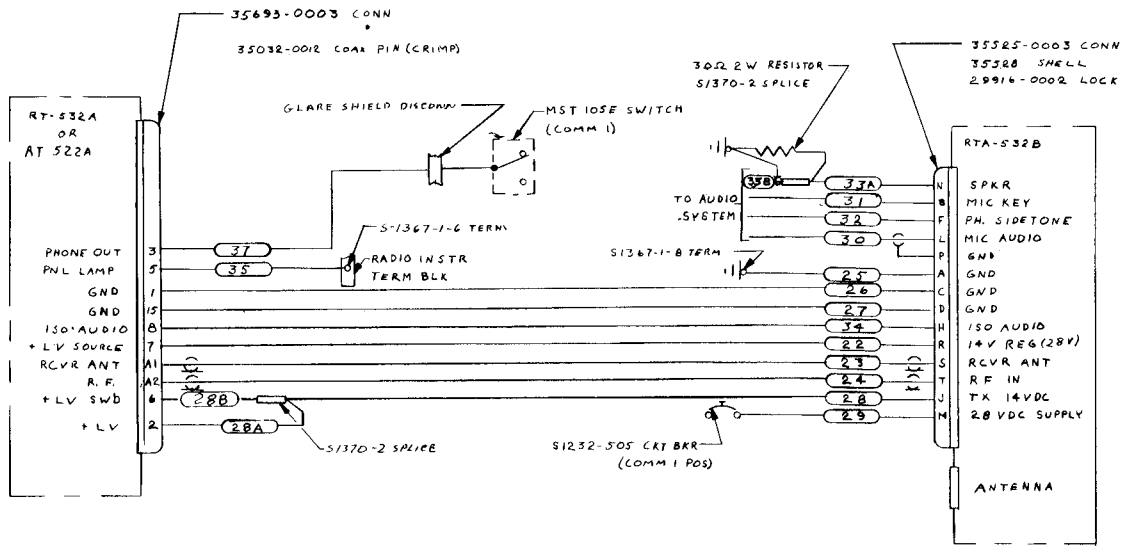 35693-0003 CONN
35032-0012 COAX PIN (CRIMP)
35525-0003 CONN
35528 SHELL
29916-0002 LOCK
30Ω 2W RESISTOR
S1370-2 SPLICE
GLARE SHIELD DISCONN
MST 105E SWITCH
(COMM 1)
RT-532A
OR
RT 522A
RTA-532B
33B
33A N SPKR
31 B MIC KEY
TO AUDIO
SYSTEM
32 F PH. SIDETONE
30 L MIC AUDIO
P GND
S-1367-1-6 TERM
RADIO INSTR
TERM BLK
S1367-1-8 TERM
PHONE OUT 3 37
PNL LAMP 5 35
25 A GND
GND 1 26 C GND
GND 15 27 D GND
ISO AUDIO 8 34 H ISO AUDIO
+ LV SOURCE 7 22 R 14V REG (28V)
RCVR ANT A1 23 S RCVR ANT
R.F. A2 24 T RF IN
+ LV SWD 6 28B 28 J TX 14VDC
29 M 28 VDC SUPPLY
+ LV 2 28A
S1370-2 SPLICE
S1232-505 CKT BKR
(COMM 1 POS)
ANTENNA